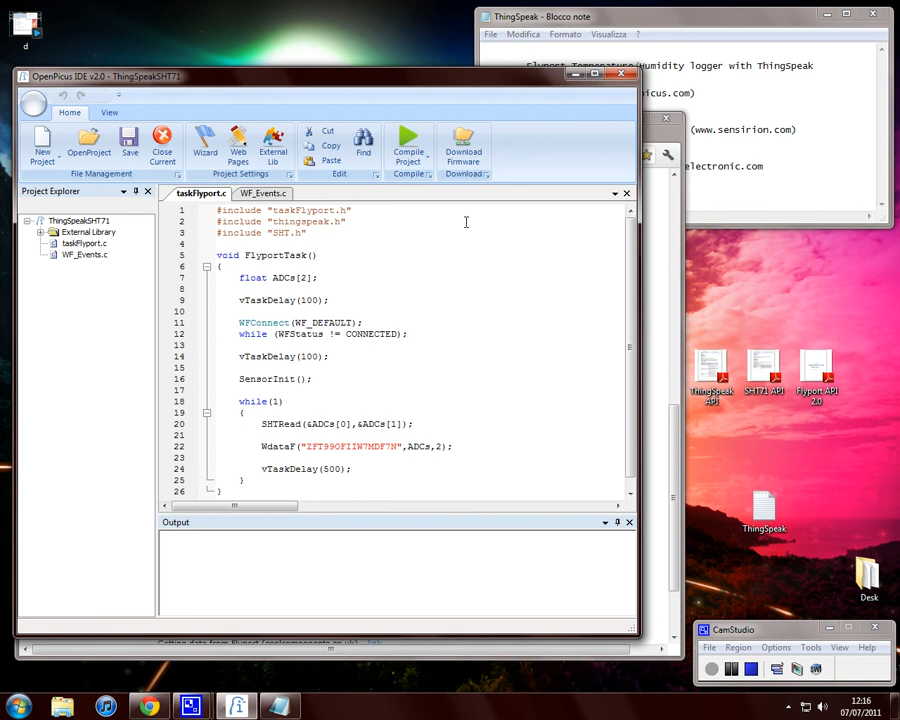 d
ThingSpeak - Blocco note
File Modifica Formato Visualizza ?
Flyport Temperature/Humidity logger with ThingSpeak
picus.com)
(www.sensirion.com)
electronic.com
OpenPicus IDE v2.0 - ThingSpeakSHT71
Home View
New Project
OpenProject
Save
Close Current
Wizard
Web Pages
External Lib
Cut
Copy
Paste
Find
Compile Project
Download Firmware
File Management
Project Settings
Edit
Compile
Download
Project Explorer
ThingSpeakSHT71
External Library
taskFlyport.c
WF_Events.c
taskFlyport.c WF_Events.c
1 #include "taskFlyport.h"
2 #include "thingspeak.h"
3 #include "SHT.h"
4
5 void FlyportTask()
6 {
7 float ADCs[2];
8
9 vTaskDelay(100);
10
11 WFConnect(WF_DEFAULT);
12 while (WFStatus != CONNECTED);
13
14 vTaskDelay(100);
15
16 SensorInit();
17
18 while(1)
19 {
20 SHTRead(&ADCs[0],&ADCs[1]);
21
22 WdataF("ZFT99OFIIW7MDF7N",ADCs,2);
23
24 vTaskDelay(500);
25 }
26 }
Output
ThingSpeak API
SHT71 API
Flyport API 2.0
ThingSpeak
Desk
CamStudio
File Region Options Tools View Help
12:16
07/07/2011